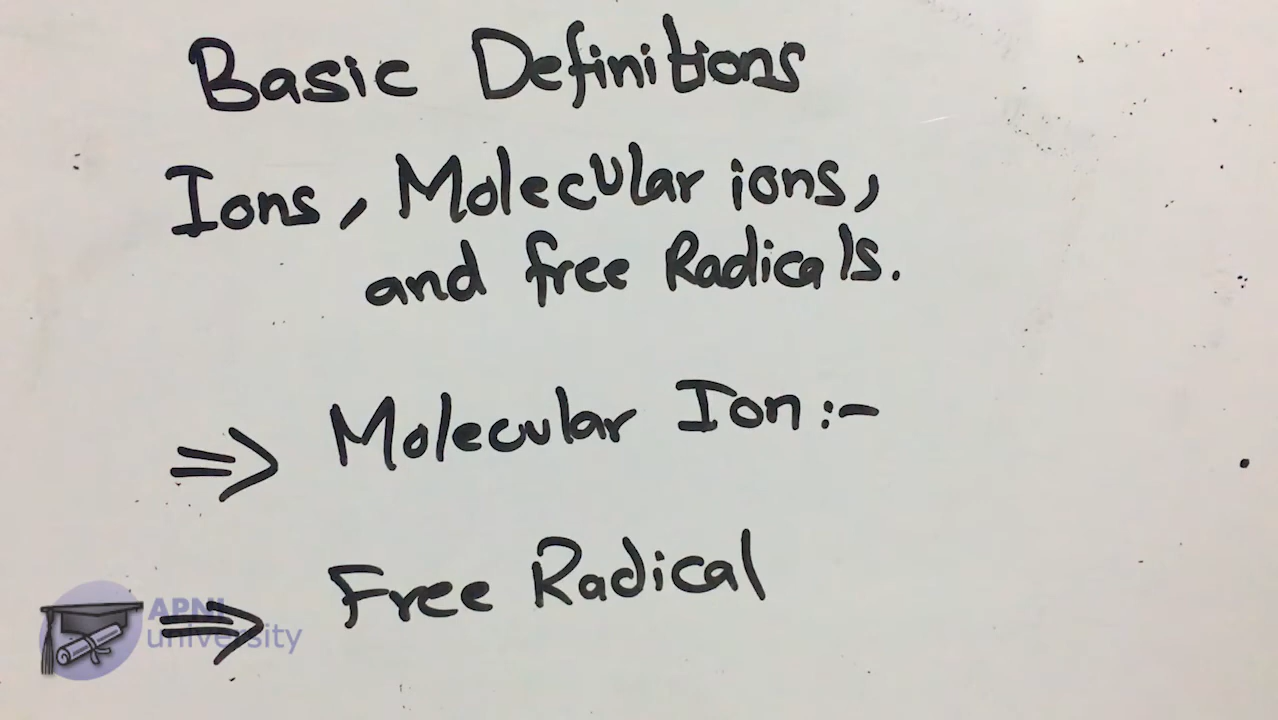 Basic Definitions
Ions, Molecular ions,
and free Radicals.
⇒ Molecular Ion :-
⇒ Free Radical
APNI
university